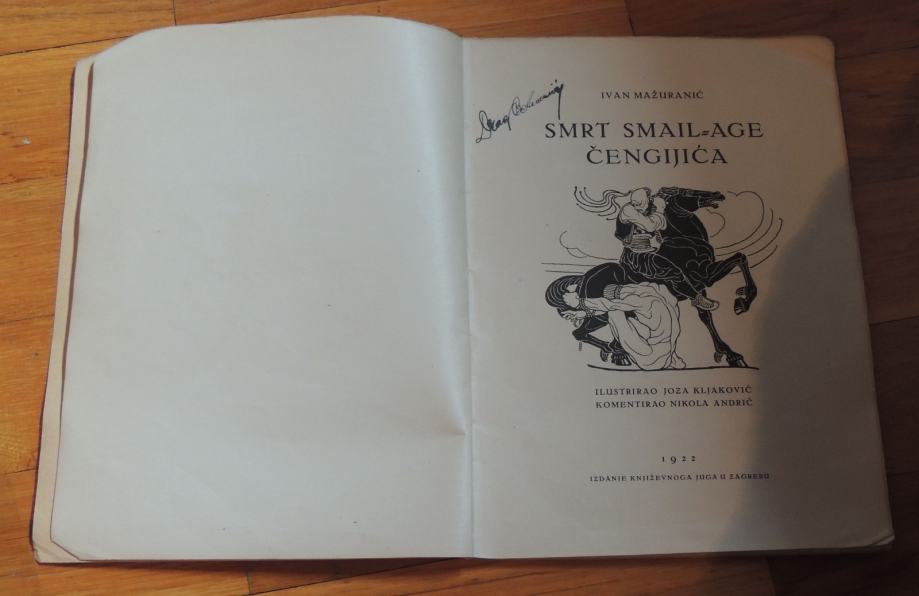 IVAN MAŽURANIĆ
SMRT SMAIL=AGE
ČENGIJIĆA
ILUSTRIRAO JOZA KLJAKOVIĆ
KOMENTIRAO NIKOLA ANDRIĆ
1922
IZDANJE KNJIŽEVNOGA JUGA U ZAGREBU